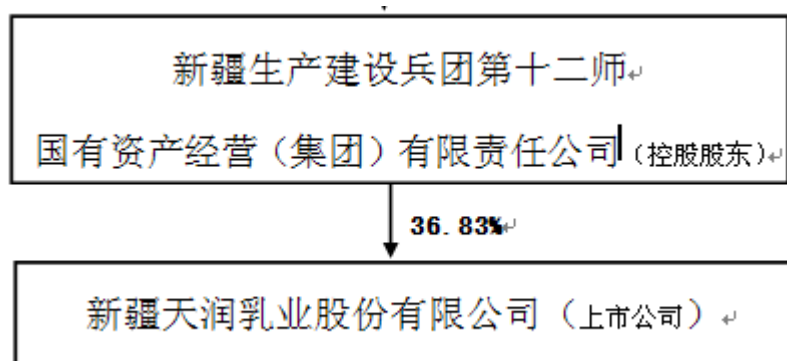 新疆生产建设兵团第十二师
国有资产经营（集团）有限责任公司（控股股东）
36.83%
新疆天润乳业股份有限公司（上市公司）